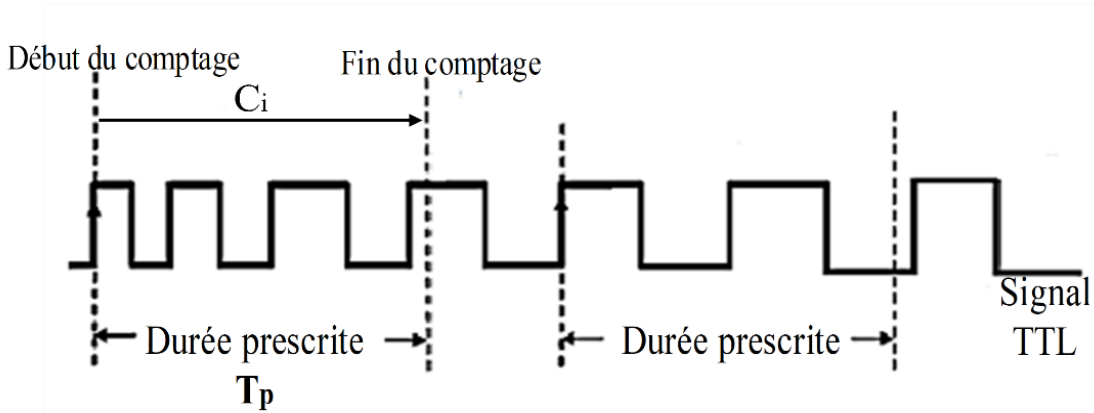 Début du comptage
Fin du comptage
Ci
Durée prescrite
Tp
Durée prescrite
Signal
TTL